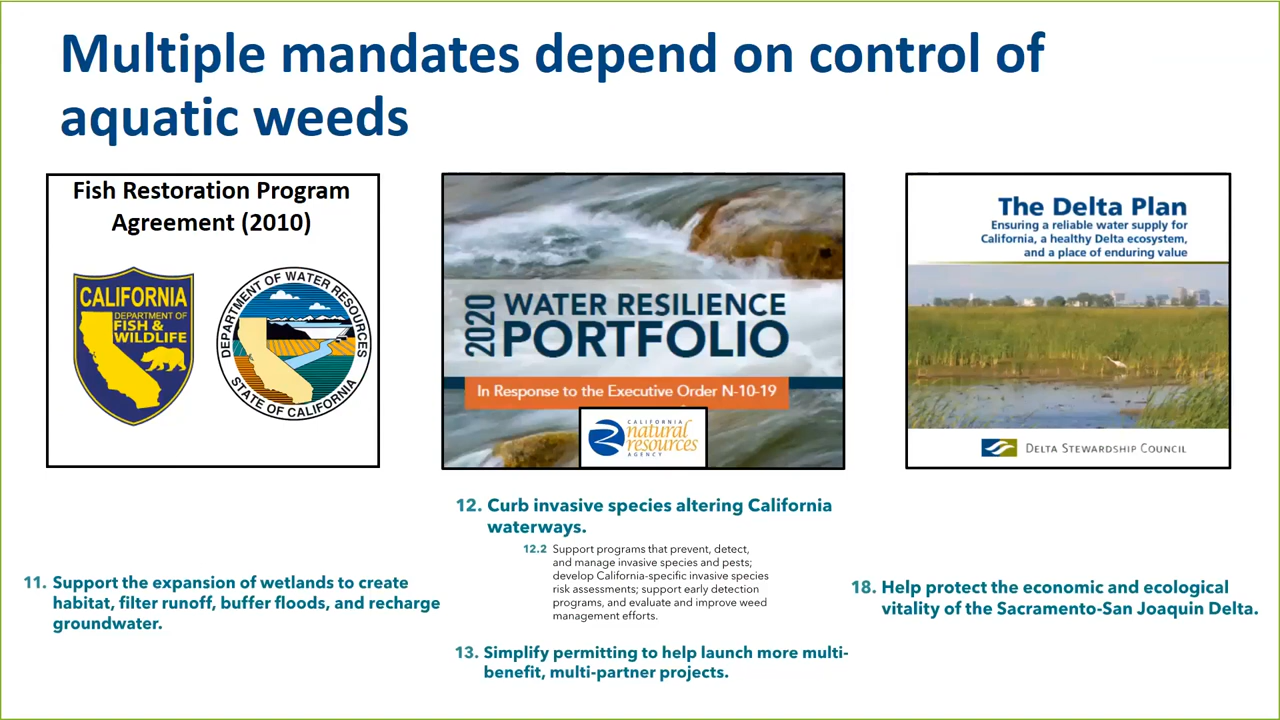 Multiple mandates depend on control of
aquatic weeds
Fish Restoration Program
Agreement (2010)
CALIFORNIA
DEPARTMENT OF
FISH &
WILDLIFE
DEPARTMENT OF WATER RESOURCES
STATE OF CALIFORNIA
2020
WATER RESILIENCE
PORTFOLIO
In Response to the Executive Order N-10-19
CALIFORNIA
natural
resources
AGENCY
The Delta Plan
Ensuring a reliable water supply for
California, a healthy Delta ecosystem,
and a place of enduring value
DELTA STEWARDSHIP COUNCIL
11. Support the expansion of wetlands to create
habitat, filter runoff, buffer floods, and recharge
groundwater.
12. Curb invasive species altering California
waterways.
12.2 Support programs that prevent, detect,
and manage invasive species and pests;
develop California-specific invasive species
risk assessments; support early detection
programs, and evaluate and improve weed
management efforts.
13. Simplify permitting to help launch more multi-
benefit, multi-partner projects.
18. Help protect the economic and ecological
vitality of the Sacramento-San Joaquin Delta.